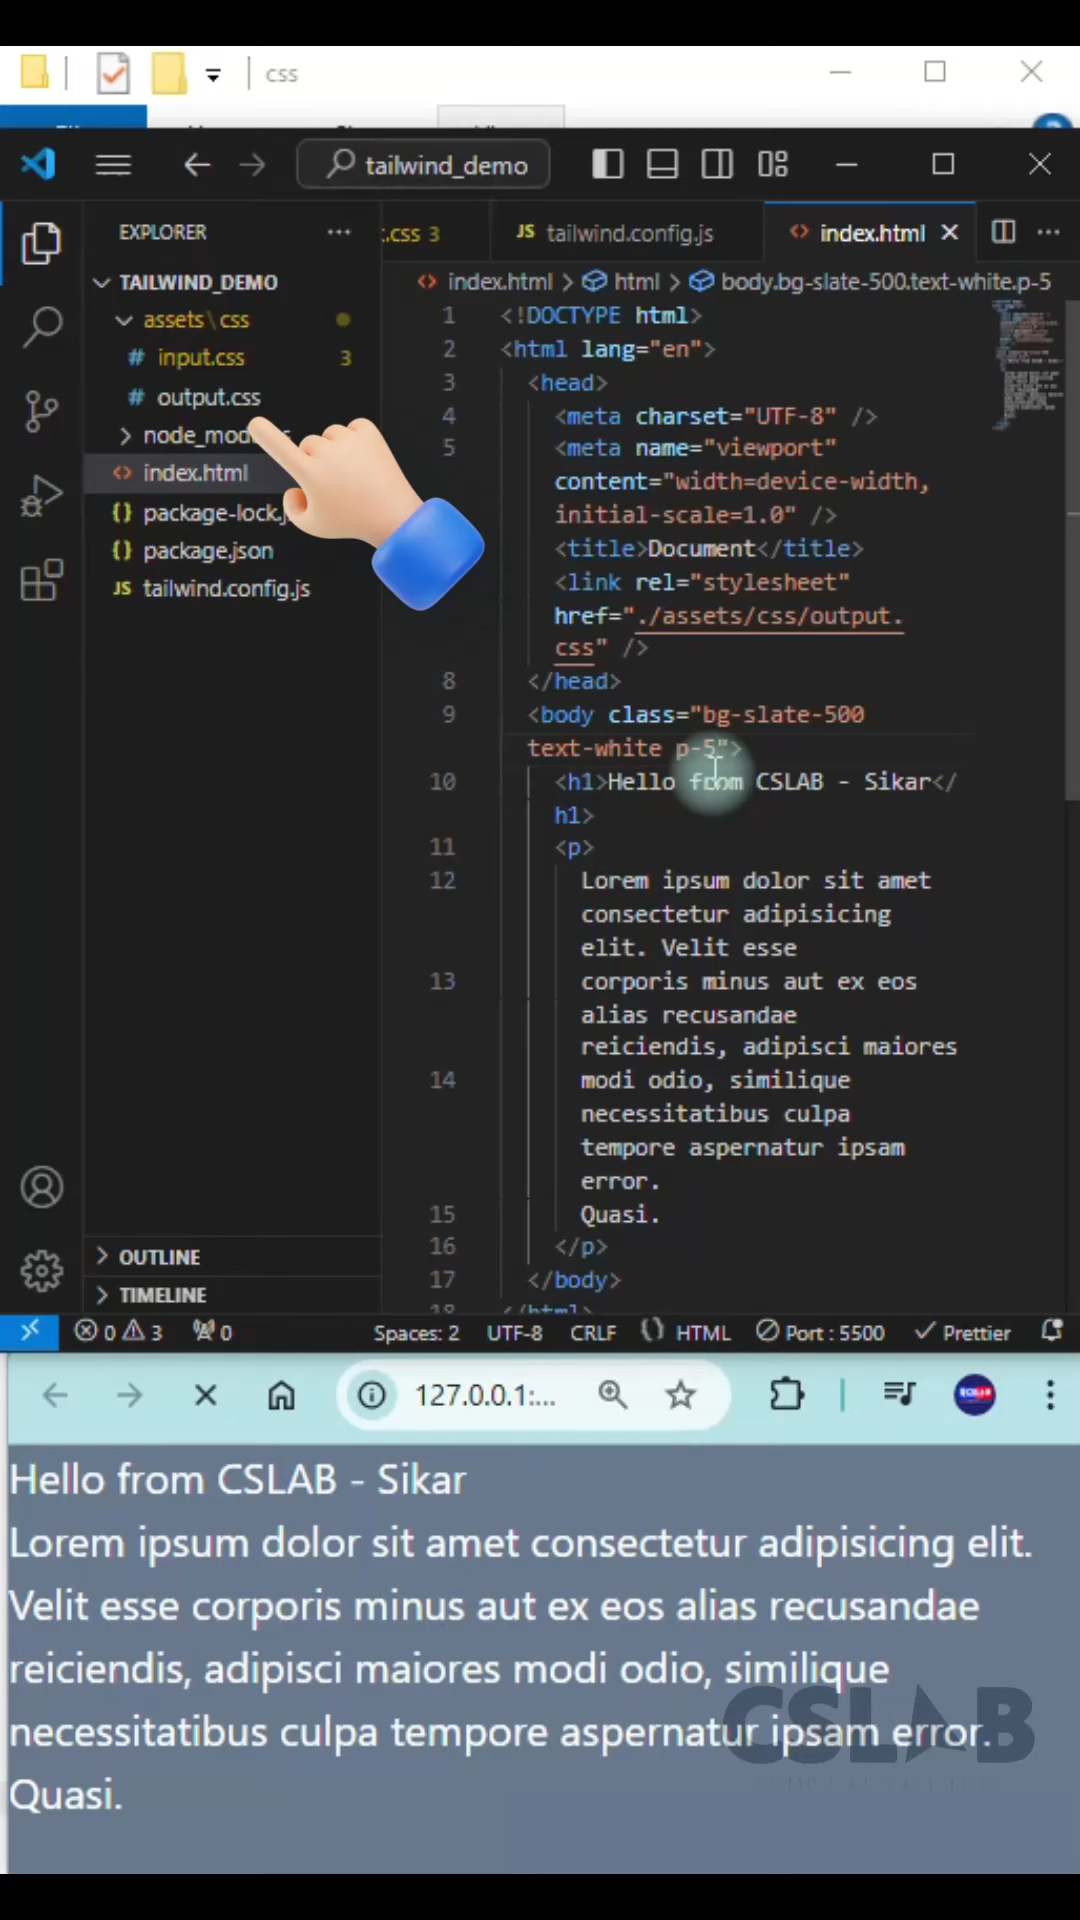 css
tailwind_demo
EXPLORER
.css 3
JS tailwind.config.js
<> index.html
TAILWIND_DEMO
<> index.html > html > body.bg-slate-500.text-white.p-5
assets\css
# input.css 3
# output.css
index.html
{} package.json
JS tailwind.config.js
1 <!DOCTYPE html>
2 <html lang="en">
3 <head>
4 <meta charset="UTF-8" />
5 <meta name="viewport"
content="width=device-width,
initial-scale=1.0" />
<title>Document</title>
<link rel="stylesheet"
href="./assets/css/output.
css" />
8 </head>
9 <body class="bg-slate-500
text-white p-5">
10 <h1>Hello from CSLAB - Sikar</
h1>
11 <p>
12 Lorem ipsum dolor sit amet
consectetur adipisicing
elit. Velit esse
13 corporis minus aut ex eos
alias recusandae
reiciendis, adipisci maiores
14 modi odio, similique
necessitatibus culpa
tempore aspernatur ipsam
error.
15 Quasi.
16 </p>
17 </body>
18 </html>
OUTLINE
TIMELINE
0 3 0 Spaces: 2 UTF-8 CRLF {} HTML Port : 5500 Prettier
127.0.0.1:...
Hello from CSLAB - Sikar
Lorem ipsum dolor sit amet consectetur adipisicing elit.
Velit esse corporis minus aut ex eos alias recusandae
reiciendis, adipisci maiores modi odio, similique
necessitatibus culpa tempore aspernatur ipsam error.
Quasi.
CSLAB